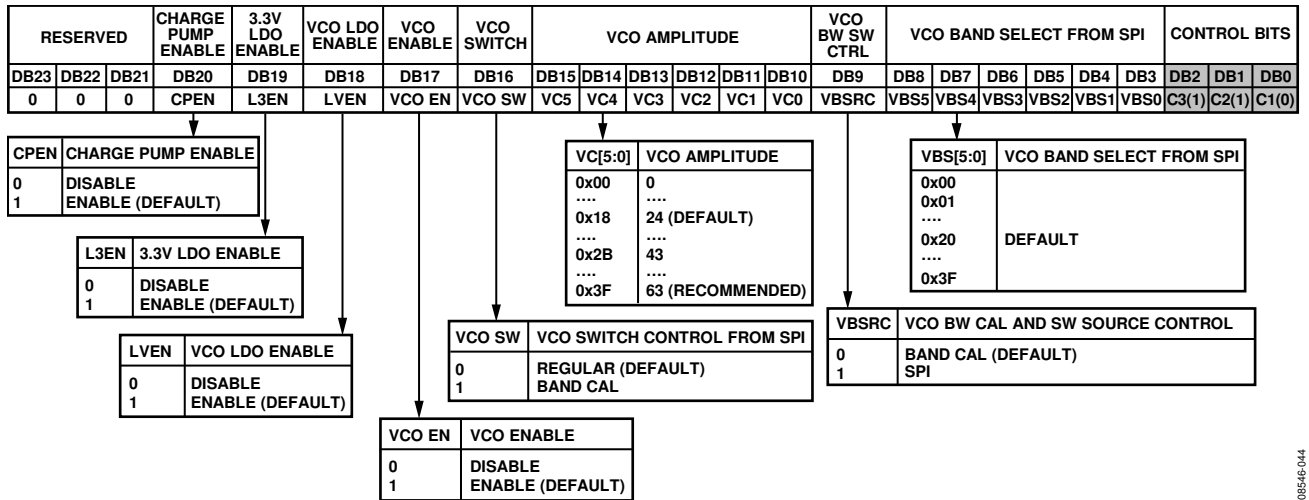 RESERVED CHARGE PUMP ENABLE 3.3V LDO ENABLE VCO LDO ENABLE VCO ENABLE VCO SWITCH VCO AMPLITUDE VCO BW SW CTRL VCO BAND SELECT FROM SPI CONTROL BITS
DB23 DB22 DB21 DB20 DB19 DB18 DB17 DB16 DB15 DB14 DB13 DB12 DB11 DB10 DB9 DB8 DB7 DB6 DB5 DB4 DB3 DB2 DB1 DB0
0 0 0 CPEN L3EN LVEN VCO EN VCO SW VC5 VC4 VC3 VC2 VC1 VC0 VBSRC VBS5 VBS4 VBS3 VBS2 VBS1 VBS0 C3(1) C2(1) C1(0)
CPEN CHARGE PUMP ENABLE
0 DISABLE
1 ENABLE (DEFAULT)
L3EN 3.3V LDO ENABLE
0 DISABLE
1 ENABLE (DEFAULT)
LVEN VCO LDO ENABLE
0 DISABLE
1 ENABLE (DEFAULT)
VCO EN VCO ENABLE
0 DISABLE
1 ENABLE (DEFAULT)
VCO SW VCO SWITCH CONTROL FROM SPI
0 REGULAR (DEFAULT)
1 BAND CAL
VC[5:0] VCO AMPLITUDE
0x00 0
.... ....
0x18 24 (DEFAULT)
.... ....
0x2B 43
.... ....
0x3F 63 (RECOMMENDED)
VBSRC VCO BW CAL AND SW SOURCE CONTROL
0 BAND CAL (DEFAULT)
1 SPI
VBS[5:0] VCO BAND SELECT FROM SPI
0x00
0x01
....
0x20 DEFAULT
....
0x3F
08546-044